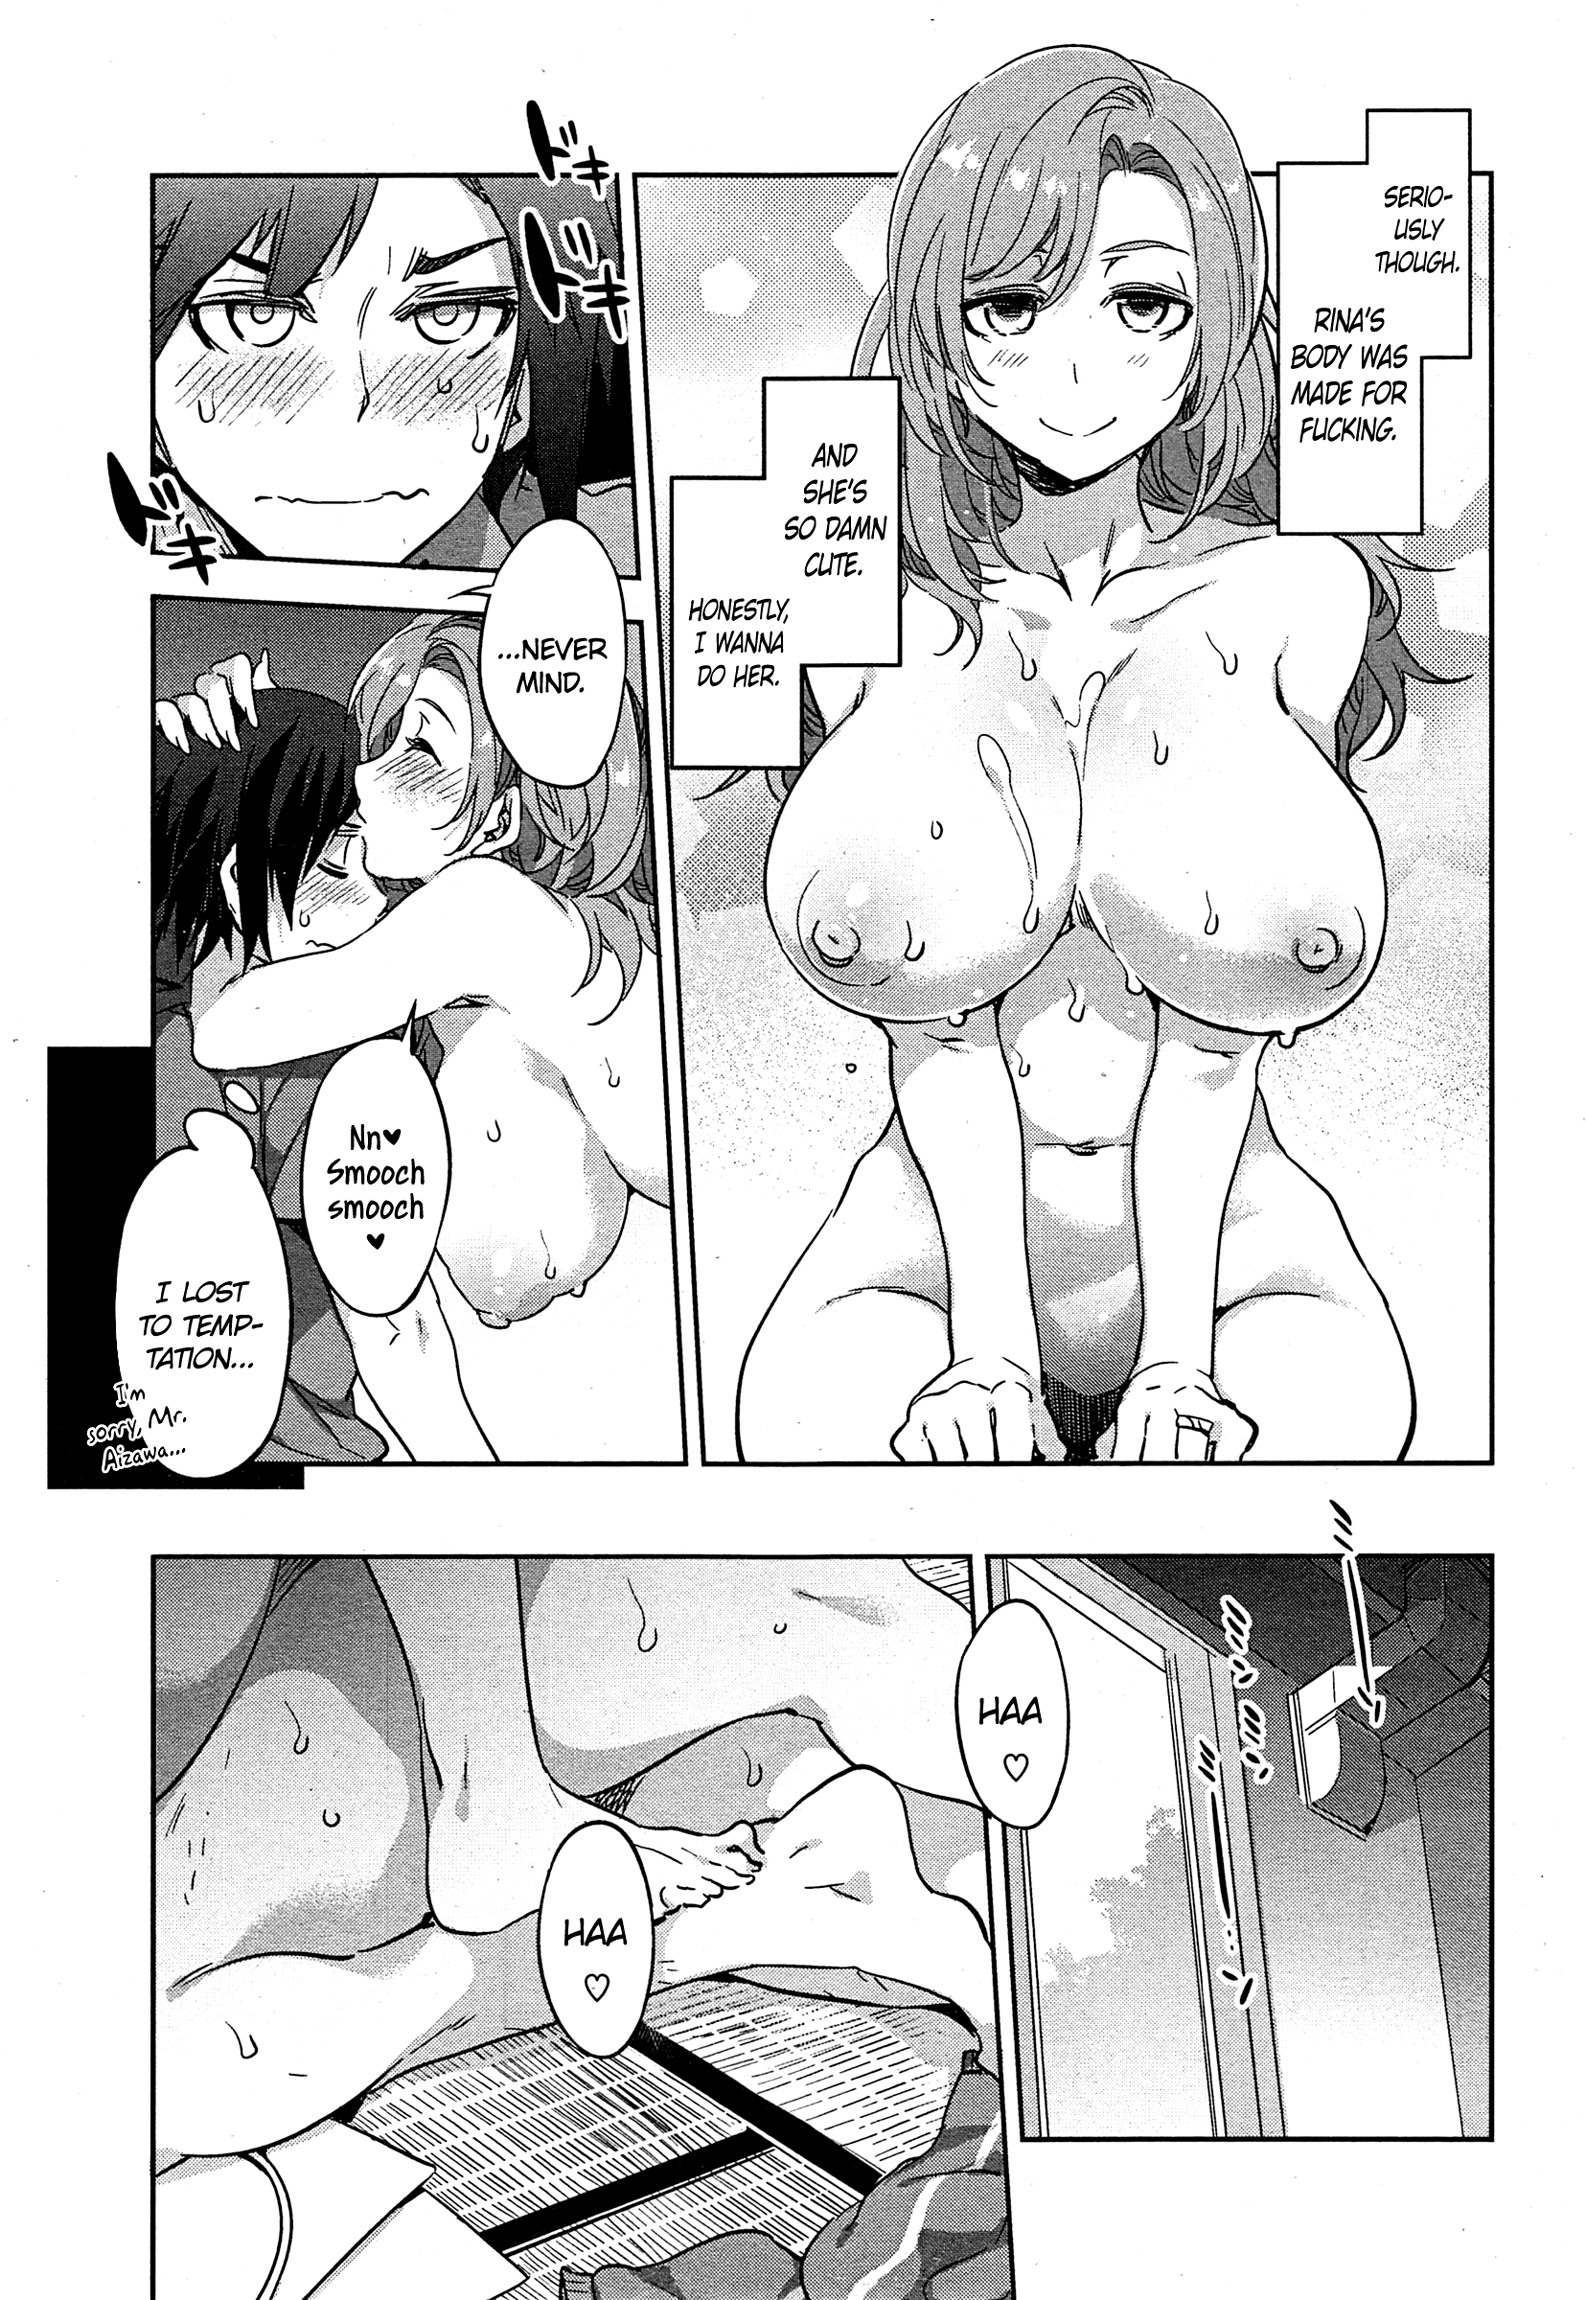 SERIO-
USLY
THOUGH.
RINA'S
BODY WAS
MADE FOR
FUCKING.
AND
SHE'S
SO DAMN
CUTE.
HONESTLY,
I WANNA
DO HER.
ドキ
ドキ
ドキ
...NEVER
MIND.
Nn♥
Smooch
smooch
♥
I LOST
TO TEMP-
TATION...
I'm
sorry, Mr.
Aizawa...
HAA
♡
HAA
♡